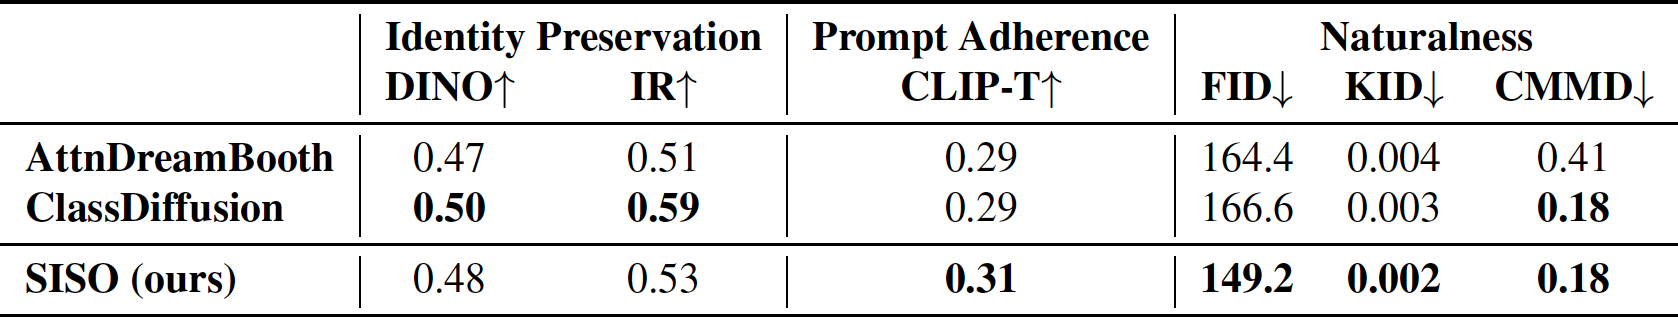 Identity Preservation Prompt Adherence Naturalness
DINO↑ IR↑ CLIP-T↑ FID↓ KID↓ CMMD↓
AttnDreamBooth 0.47 0.51 0.29 164.4 0.004 0.41
ClassDiffusion 0.50 0.59 0.29 166.6 0.003 0.18
SISO (ours) 0.48 0.53 0.31 149.2 0.002 0.18